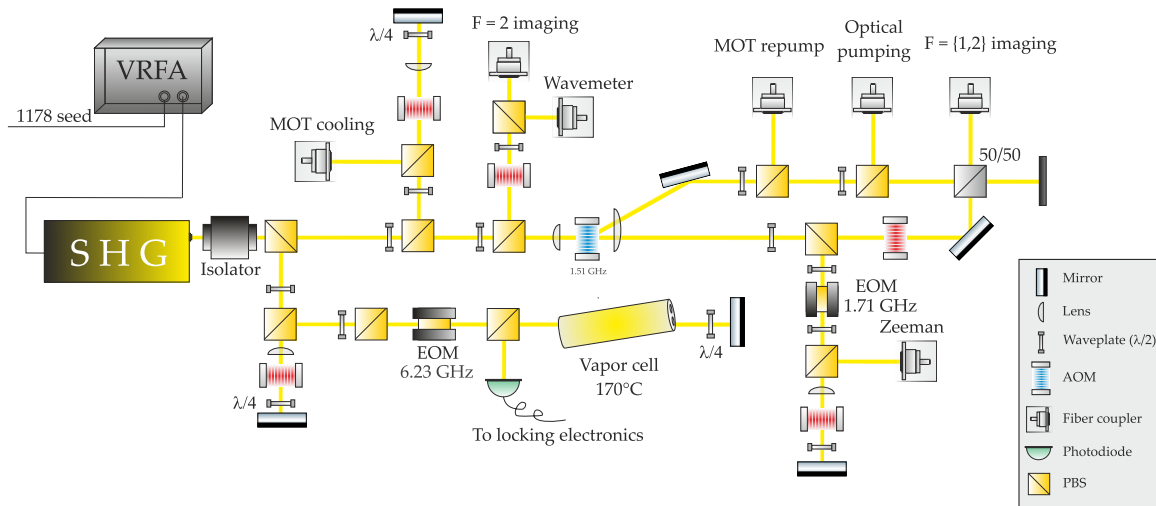 VRFA
1178 seed
SHG
Isolator
λ/4
MOT cooling
F = 2 imaging
Wavemeter
1.51 GHz
MOT repump
Optical
pumping
F = {1,2} imaging
50/50
EOM
1.71 GHz
Zeeman
EOM
6.23 GHz
Vapor cell
170°C
λ/4
λ/4
To locking electronics
Mirror
Lens
Waveplate (λ/2)
AOM
Fiber coupler
Photodiode
PBS